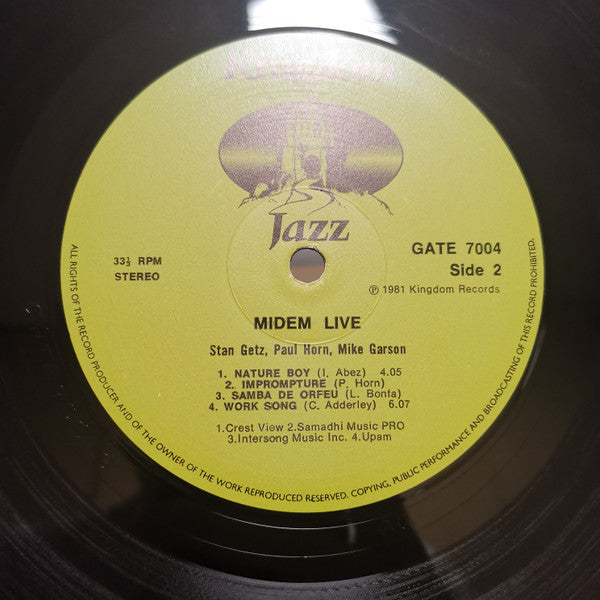 Jazz
33⅓ RPM
STEREO
GATE 7004
Side 2
℗ 1981 Kingdom Records
MIDEM LIVE
Stan Getz, Paul Horn, Mike Garson
1. NATURE BOY (I. Abez) 4.05
2. IMPROMPTURE (P. Horn)
3. SAMBA DE ORFEU (L. Bonfa)
4. WORK SONG (C. Adderley) 6.07
1.Crest View 2.Samadhi Music PRO
3.Intersong Music Inc. 4.Upam
ALL RIGHTS OF THE RECORD PRODUCER AND OF THE OWNER OF THE WORK REPRODUCED RESERVED. COPYING, PUBLIC PERFORMANCE AND BROADCASTING OF THIS RECORD PROHIBITED.